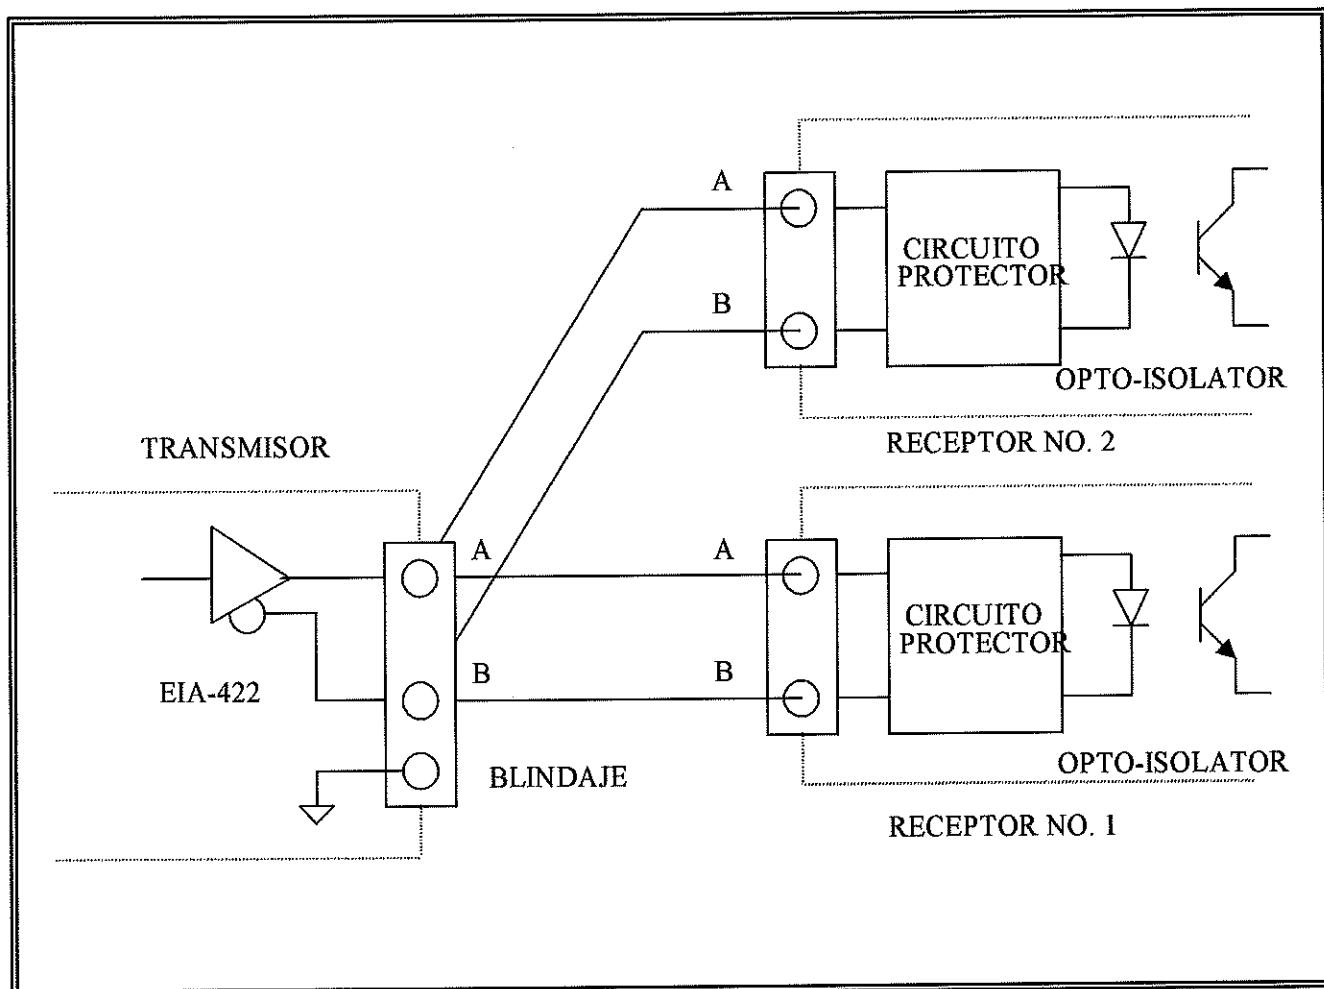 A
CIRCUITO
PROTECTOR
B
OPTO-ISOLATOR
RECEPTOR NO. 2
TRANSMISOR
A
A
CIRCUITO
PROTECTOR
B
B
EIA-422
BLINDAJE
OPTO-ISOLATOR
RECEPTOR NO. 1